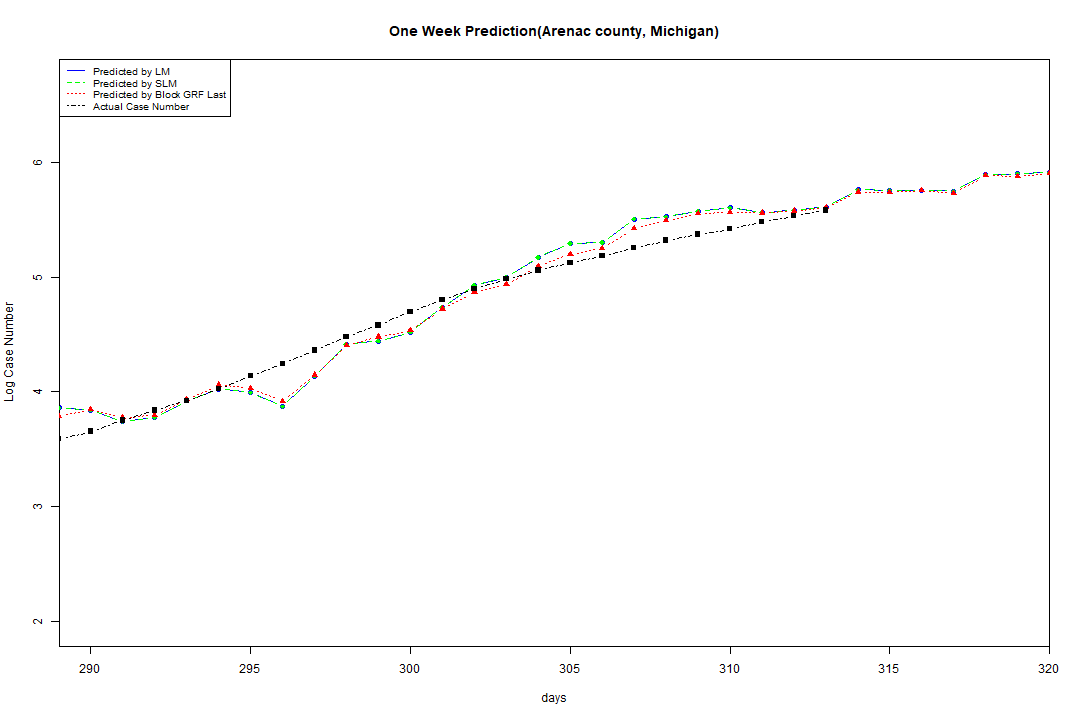 One Week Prediction(Arenac county, Michigan)
Predicted by LM
Predicted by SLM
Predicted by Block GRF Last
Actual Case Number
Log Case Number
6
5
4
3
2
290 295 300 305 310 315 320
days